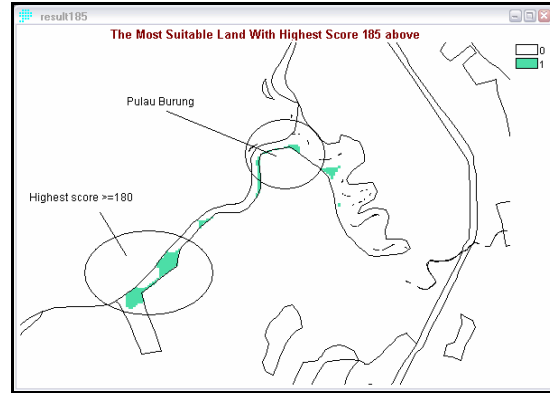 result185
The Most Suitable Land With Highest Score 185 above
0
1
Pulau Burung
Highest score >=180